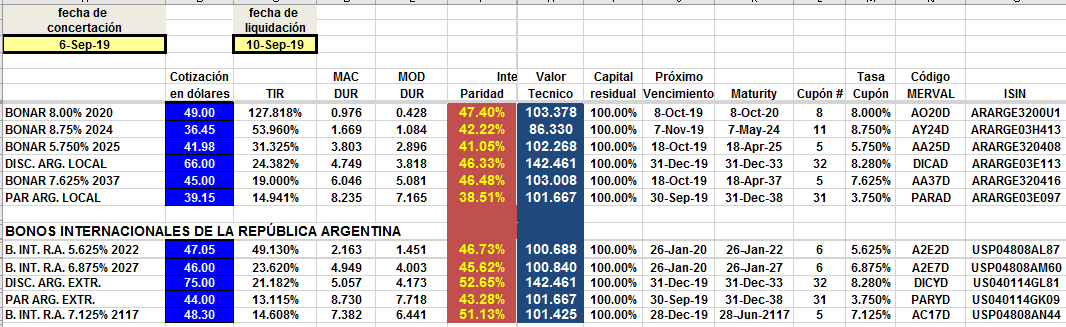 fecha de concertación fecha de liquidación
6-Sep-19 10-Sep-19
Cotización MAC MOD Inte Valor Capital Próximo Tasa Código
en dólares TIR DUR DUR Paridad Tecnico residual Vencimiento Maturity Cupón # Cupón MERVAL ISIN
BONAR 8.00% 2020 49.00 127.818% 0.976 0.428 47.40% 103.378 100.00% 8-Oct-19 8-Oct-20 8 8.000% AO20D ARARGE3200U1
BONAR 8.75% 2024 36.45 53.960% 1.669 1.084 42.22% 86.330 100.00% 7-Nov-19 7-May-24 11 8.750% AY24D ARARGE03H413
BONAR 5.750% 2025 41.98 31.325% 3.803 2.896 41.05% 102.268 100.00% 18-Oct-19 18-Apr-25 5 5.750% AA25D ARARGE320408
DISC. ARG. LOCAL 66.00 24.382% 4.749 3.818 46.33% 142.461 100.00% 31-Dec-19 31-Dec-33 32 8.280% DICAD ARARGE03E113
BONAR 7.625% 2037 45.00 19.000% 6.046 5.081 46.48% 103.008 100.00% 18-Oct-19 18-Apr-37 5 7.625% AA37D ARARGE320416
PAR ARG. LOCAL 39.15 14.941% 8.235 7.165 38.51% 101.667 100.00% 30-Sep-19 31-Dec-38 31 3.750% PARAD ARARGE03E097
BONOS INTERNACIONALES DE LA REPÚBLICA ARGENTINA
B. INT. R.A. 5.625% 2022 47.05 49.130% 2.163 1.451 46.73% 100.688 100.00% 26-Jan-20 26-Jan-22 6 5.625% A2E2D USP04808AL87
B. INT. R.A. 6.875% 2027 46.00 23.620% 4.949 4.003 45.62% 100.840 100.00% 26-Jan-20 26-Jan-27 6 6.875% A2E7D USP04808AM60
DISC. ARG. EXTR. 75.00 21.182% 5.057 4.173 52.65% 142.461 100.00% 31-Dec-19 31-Dec-33 32 8.280% DICYD US040114GL81
PAR ARG. EXTR. 44.00 13.115% 8.730 7.718 43.28% 101.667 100.00% 30-Sep-19 31-Dec-38 31 3.750% PARYD US040114GK09
B. INT. R.A. 7.125% 2117 48.30 14.608% 7.382 6.441 51.13% 101.425 100.00% 28-Dec-19 28-Jun-2117 5 7.125% AC17D USP04808AN44